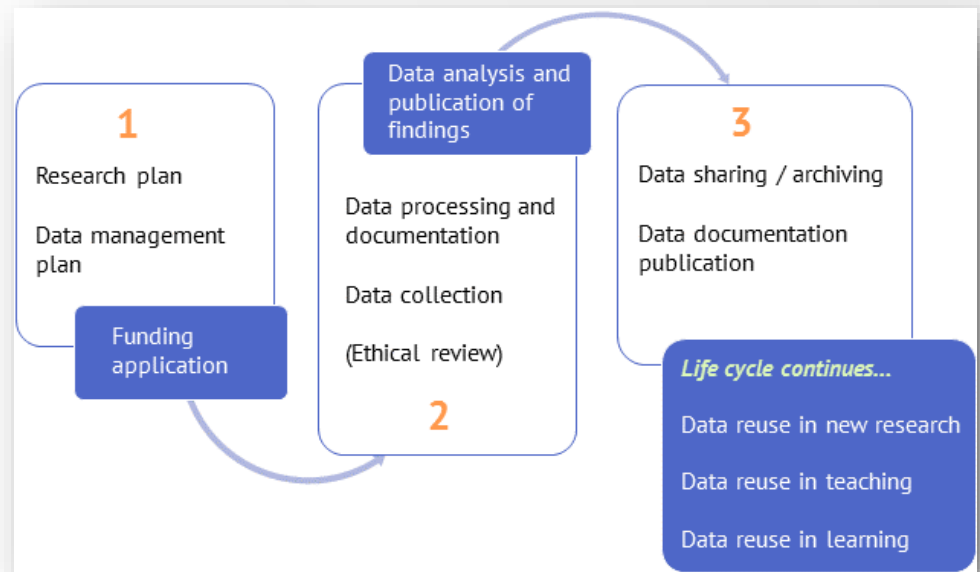 1
Research plan
Data management
plan
Funding
application
Data analysis and
publication of
findings
Data processing and
documentation
Data collection
(Ethical review)
2
3
Data sharing / archiving
Data documentation
publication
Life cycle continues...
Data reuse in new research
Data reuse in teaching
Data reuse in learning